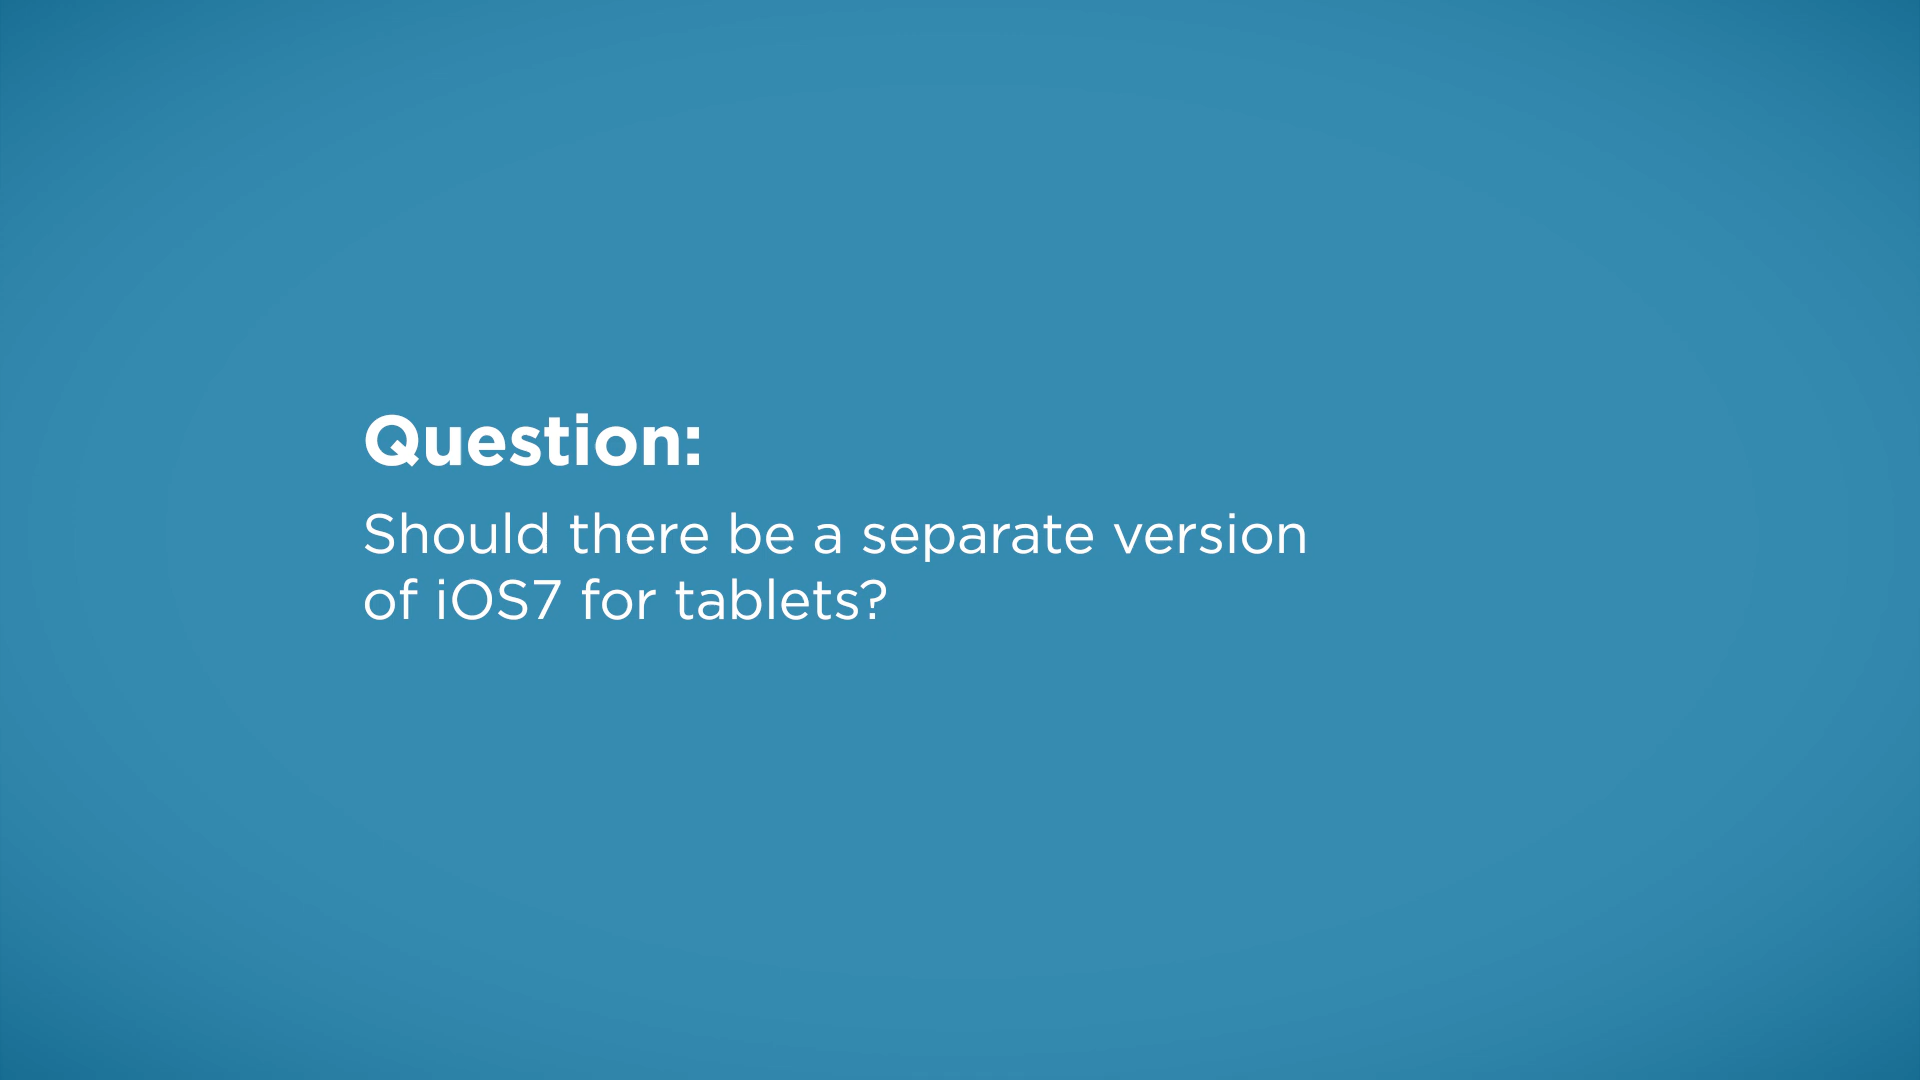 Question:
Should there be a separate version
of iOS7 for tablets?